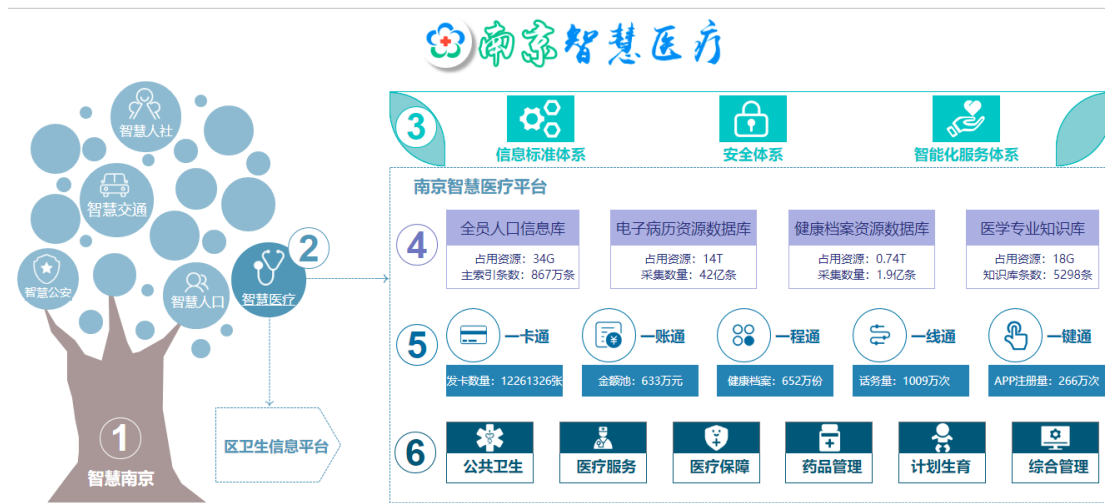 南京智慧医疗
智慧人社
智慧交通
智慧公安
智慧人口
智慧医疗
2
1
智慧南京
区卫生信息平台
3
信息标准体系
安全体系
智能化服务体系
南京智慧医疗平台
4
全员人口信息库
占用资源：34G
主索引条数：867万条
电子病历资源数据库
占用资源：14T
采集数量：42亿条
健康档案资源数据库
占用资源：0.74T
采集数量：1.9亿条
医学专业知识库
占用资源：18G
知识库条数：5298条
5
一卡通
发卡数量：12261326张
一账通
金额池：633万元
一程通
健康档案：652万份
一线通
话务量：1009万次
一键通
APP注册量：266万次
6
公共卫生
医疗服务
医疗保障
药品管理
计划生育
综合管理